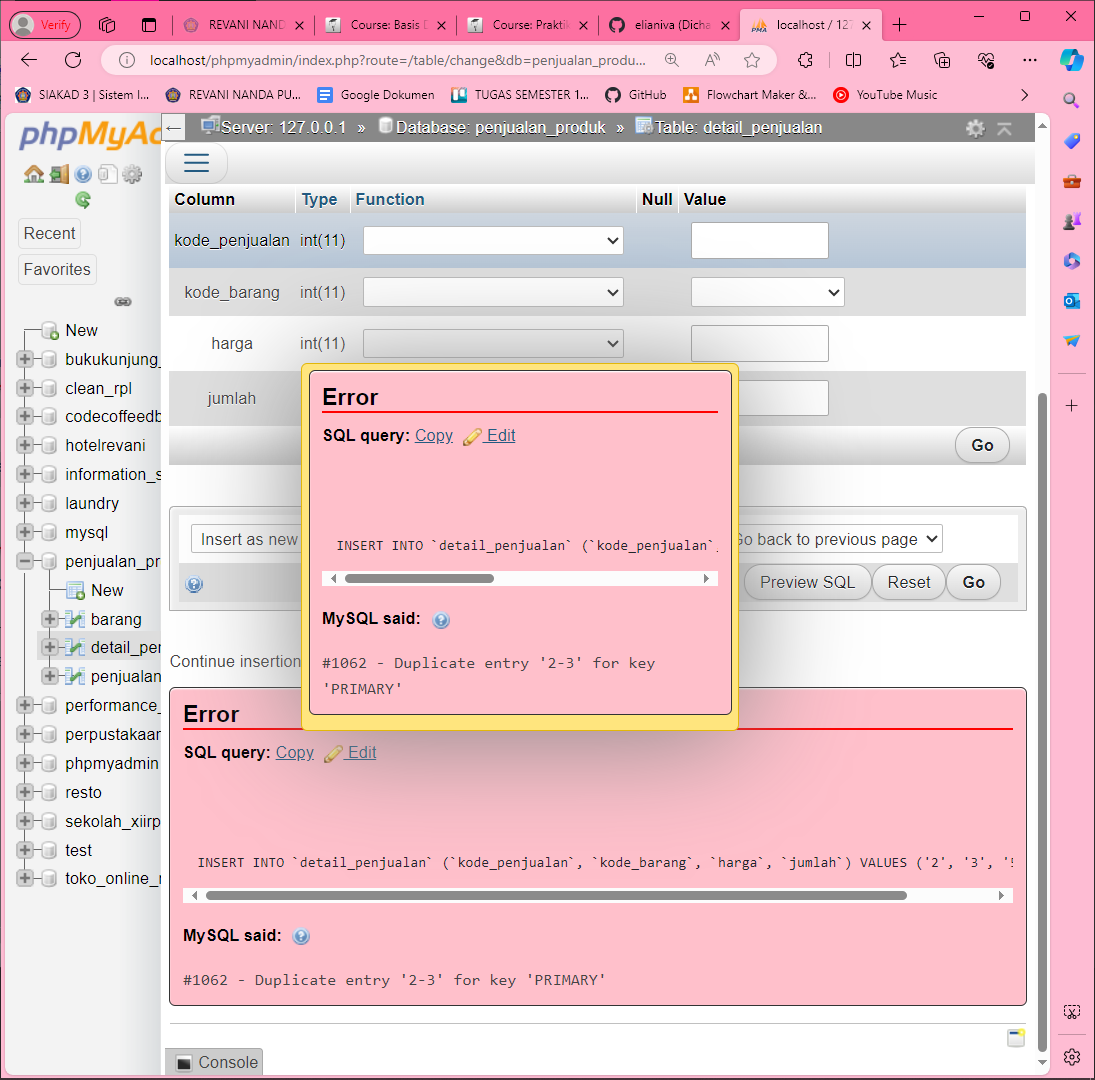 Verify
REVANI NAND
Course: Basis D
Course: Praktik
elianiva (Dicha
localhost / 127
localhost/phpmyadmin/index.php?route=/table/change&db=penjualan_produ...
SIAKAD 3 | Sistem I...
REVANI NANDA PU...
Google Dokumen
TUGAS SEMESTER 1...
GitHub
Flowchart Maker &...
YouTube Music
phpMyAd
Recent
Favorites
New
bukukunjung_
clean_rpl
codecoffeedb
hotelrevani
information_s
laundry
mysql
penjualan_pr
New
barang
detail_pen
penjualan
performance_
perpustakaan
phpmyadmin
resto
sekolah_xiirp
test
toko_online_
Server: 127.0.0.1 » Database: penjualan_produk » Table: detail_penjualan
Column Type Function Null Value
kode_penjualan int(11)
kode_barang int(11)
harga int(11)
jumlah
Go
Insert as new
Go back to previous page
Preview SQL Reset Go
Continue insertion
Error
SQL query: Copy Edit
INSERT INTO `detail_penjualan` (`kode_penjualan`,
MySQL said:
#1062 - Duplicate entry '2-3' for key
'PRIMARY'
Error
SQL query: Copy Edit
INSERT INTO `detail_penjualan` (`kode_penjualan`, `kode_barang`, `harga`, `jumlah`) VALUES ('2', '3', '5
MySQL said:
#1062 - Duplicate entry '2-3' for key 'PRIMARY'
Console